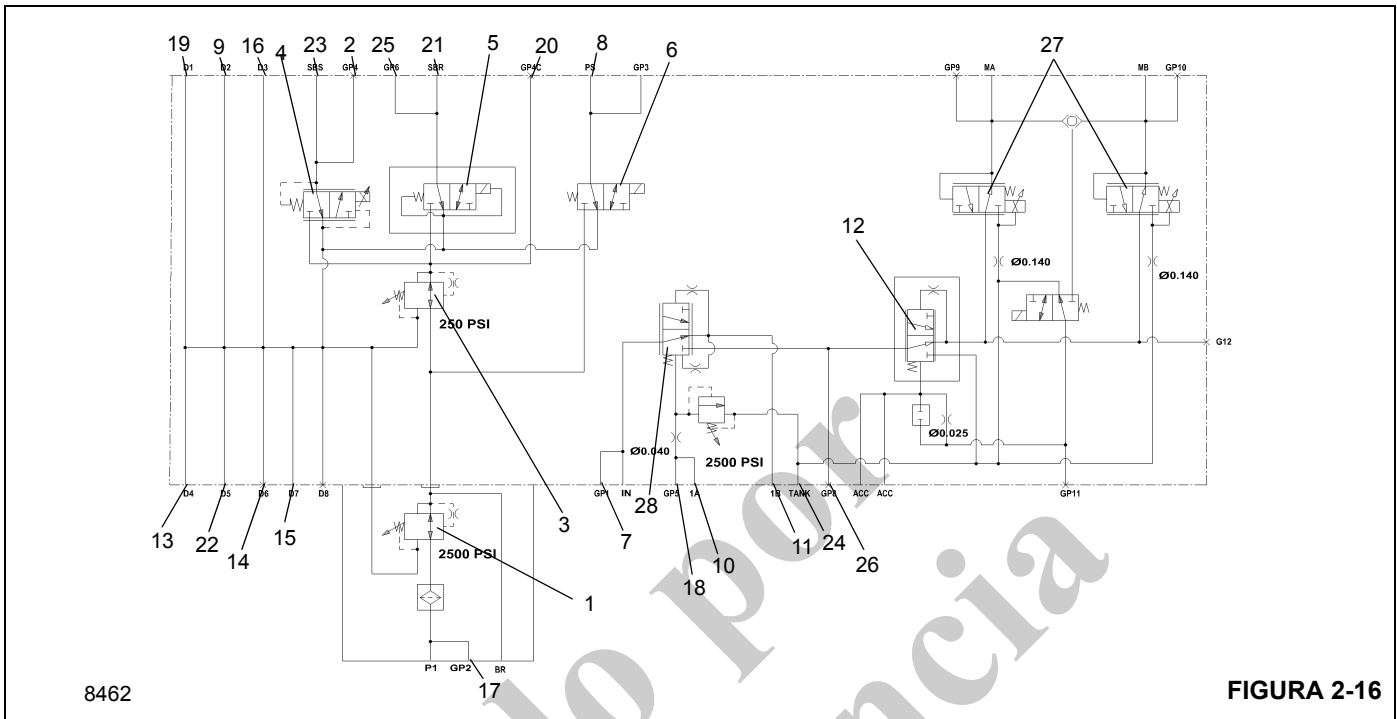 19 9 16 4 23 2 25 21 5 20 8 6 27
D1 D2 D3 SBS GP4 GP6 SBR GP4C PS GP3 GP9 MA MB GP10
12
Ø0.140
Ø0.140
250 PSI
G12
Ø0.025
Ø0.040
2500 PSI
D4 D5 D6 D7 D8 GP1 IN GP5 1A 1B TANK GP8 ACC ACC GP11
13 22 14 15 3 7 28 18 10 11 24 26
2500 PSI
1
P1 GP2 BR
17
8462
FIGURA 2-16
do por
encia